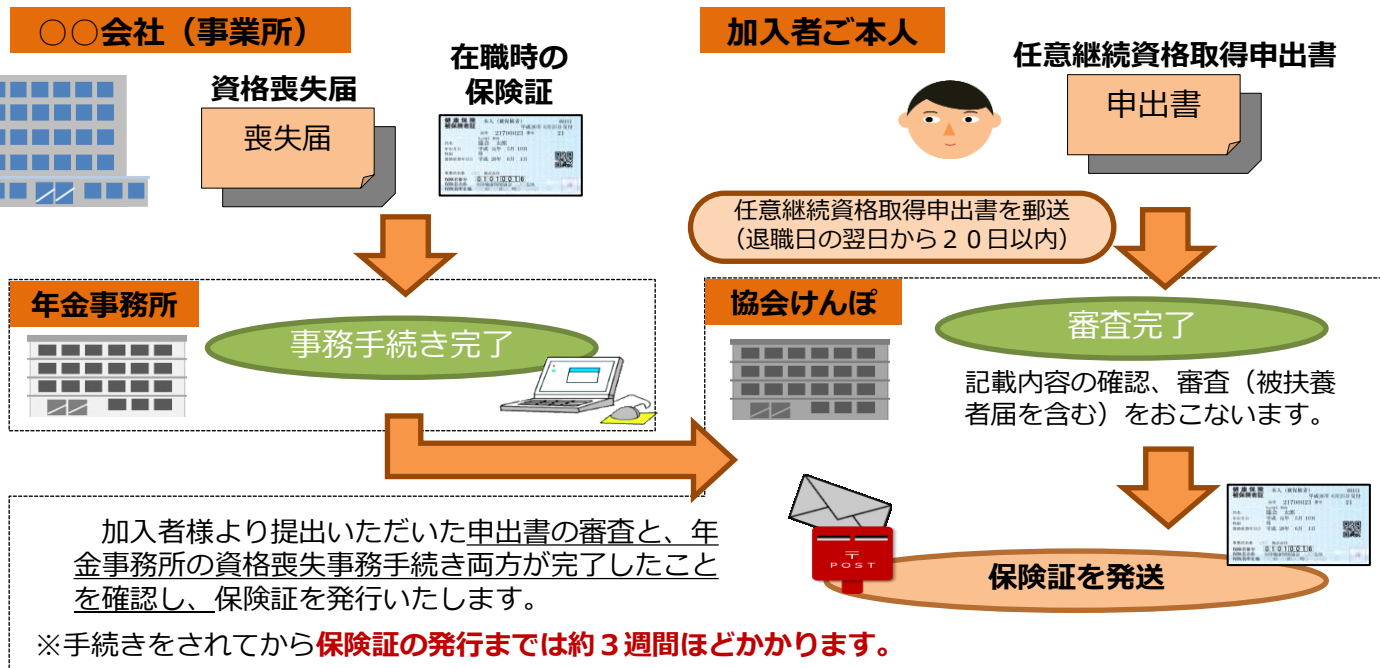 ○○会社（事業所）
資格喪失届
喪失届
在職時の
保険証
加入者ご本人
任意継続資格取得申出書
申出書
任意継続資格取得申出書を郵送
（退職日の翌日から２０日以内）
年金事務所
事務手続き完了
協会けんぽ
審査完了
記載内容の確認、審査（被扶養
者届を含む）をおこないます。
加入者様より提出いただいた申出書の審査と、年
金事務所の資格喪失事務手続き両方が完了したこと
を確認し、保険証を発行いたします。
※手続きをされてから保険証の発行までは約３週間ほどかかります。
〒
POST
保険証を発送